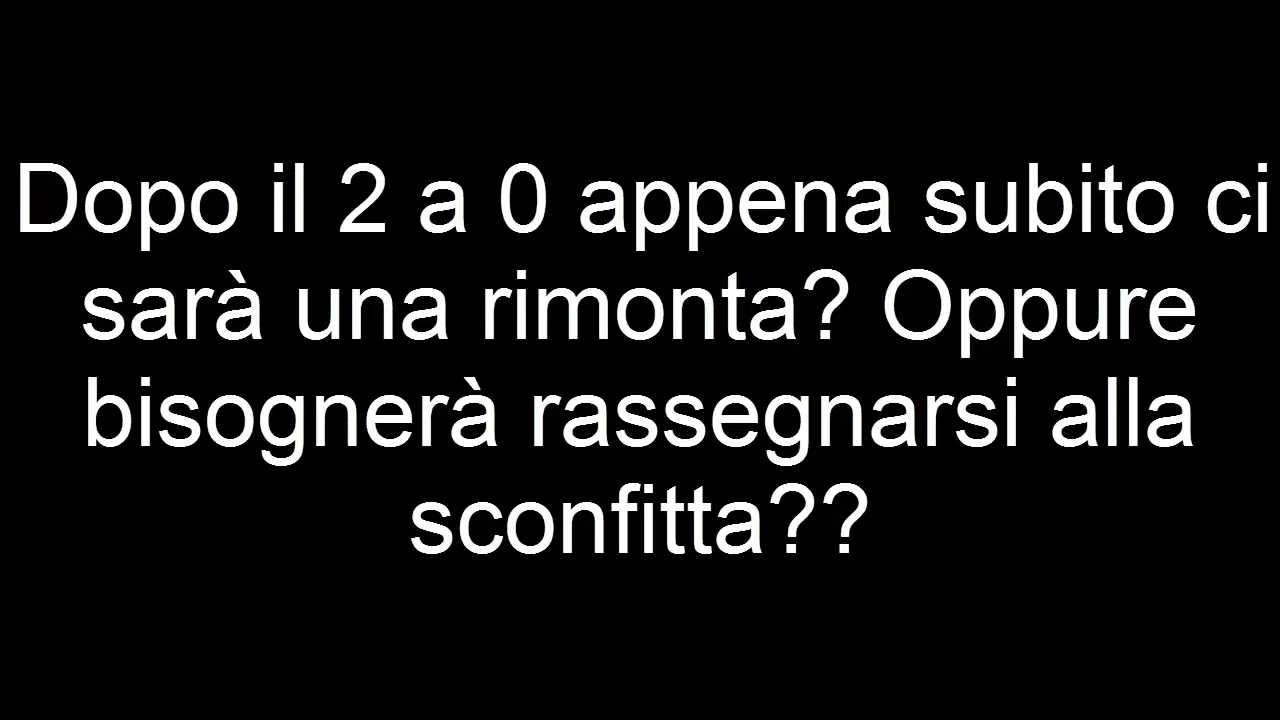 Dopo il 2 a 0 appena subito ci
sarà una rimonta? Oppure
bisognerà rassegnarsi alla
sconfitta??